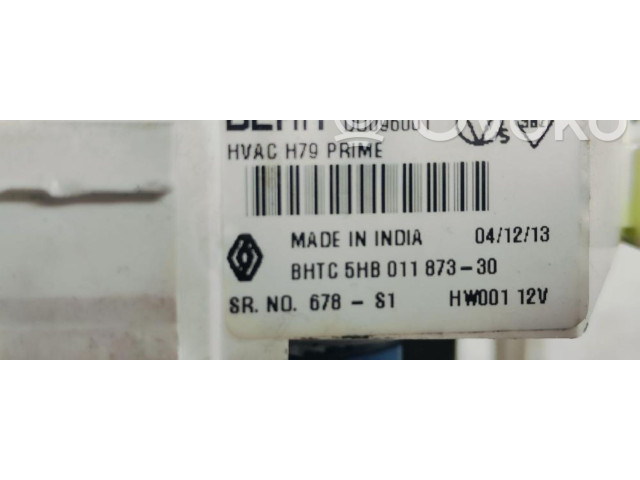 HVAC H79 PRIME
MADE IN INDIA 04/12/13
BHTC 5HB 011 873-30
SR. NO. 678 - S1 HW001 12V